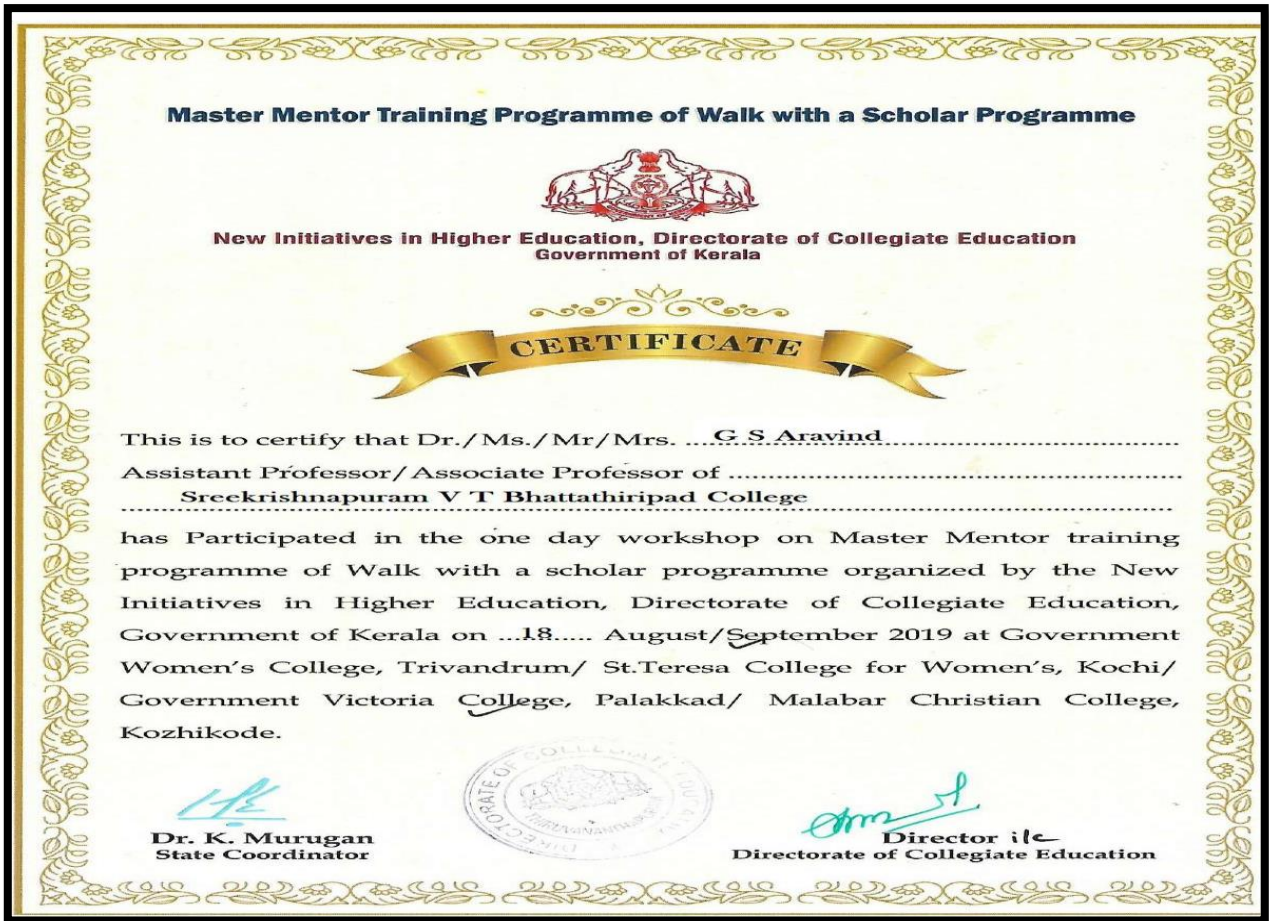 Master Mentor Training Programme of Walk with a Scholar Programme
New Initiatives in Higher Education, Directorate of Collegiate Education
Government of Kerala
CERTIFICATE
This is to certify that Dr./Ms./Mr/Mrs. ....G S Aravind....
Assistant Professor/Associate Professor of ....
Sreekrishnapuram V T Bhattathiripad College
has Participated in the one day workshop on Master Mentor training
programme of Walk with a scholar programme organized by the New
Initiatives in Higher Education, Directorate of Collegiate Education,
Government of Kerala on ...18..... August/September 2019 at Government
Women's College, Trivandrum/ St.Teresa College for Women's, Kochi/
Government Victoria College, Palakkad/ Malabar Christian College,
Kozhikode.
DIRECTORATE OF COLLEGIATE EDUCATION
THIRUVANANTHAPURAM
Dr. K. Murugan
State Coordinator
Director i/c
Directorate of Collegiate Education